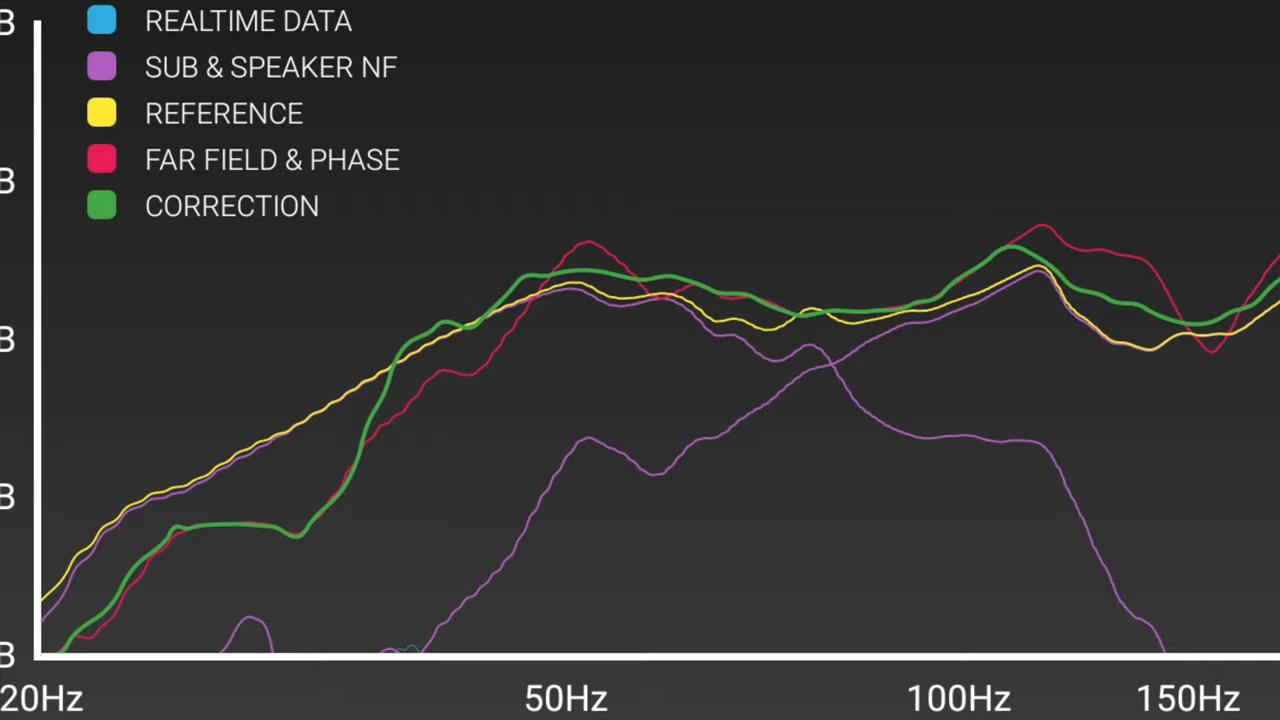 B
REALTIME DATA
SUB & SPEAKER NF
REFERENCE
FAR FIELD & PHASE
B
CORRECTION
B
B
B
20Hz 50Hz 100Hz 150Hz